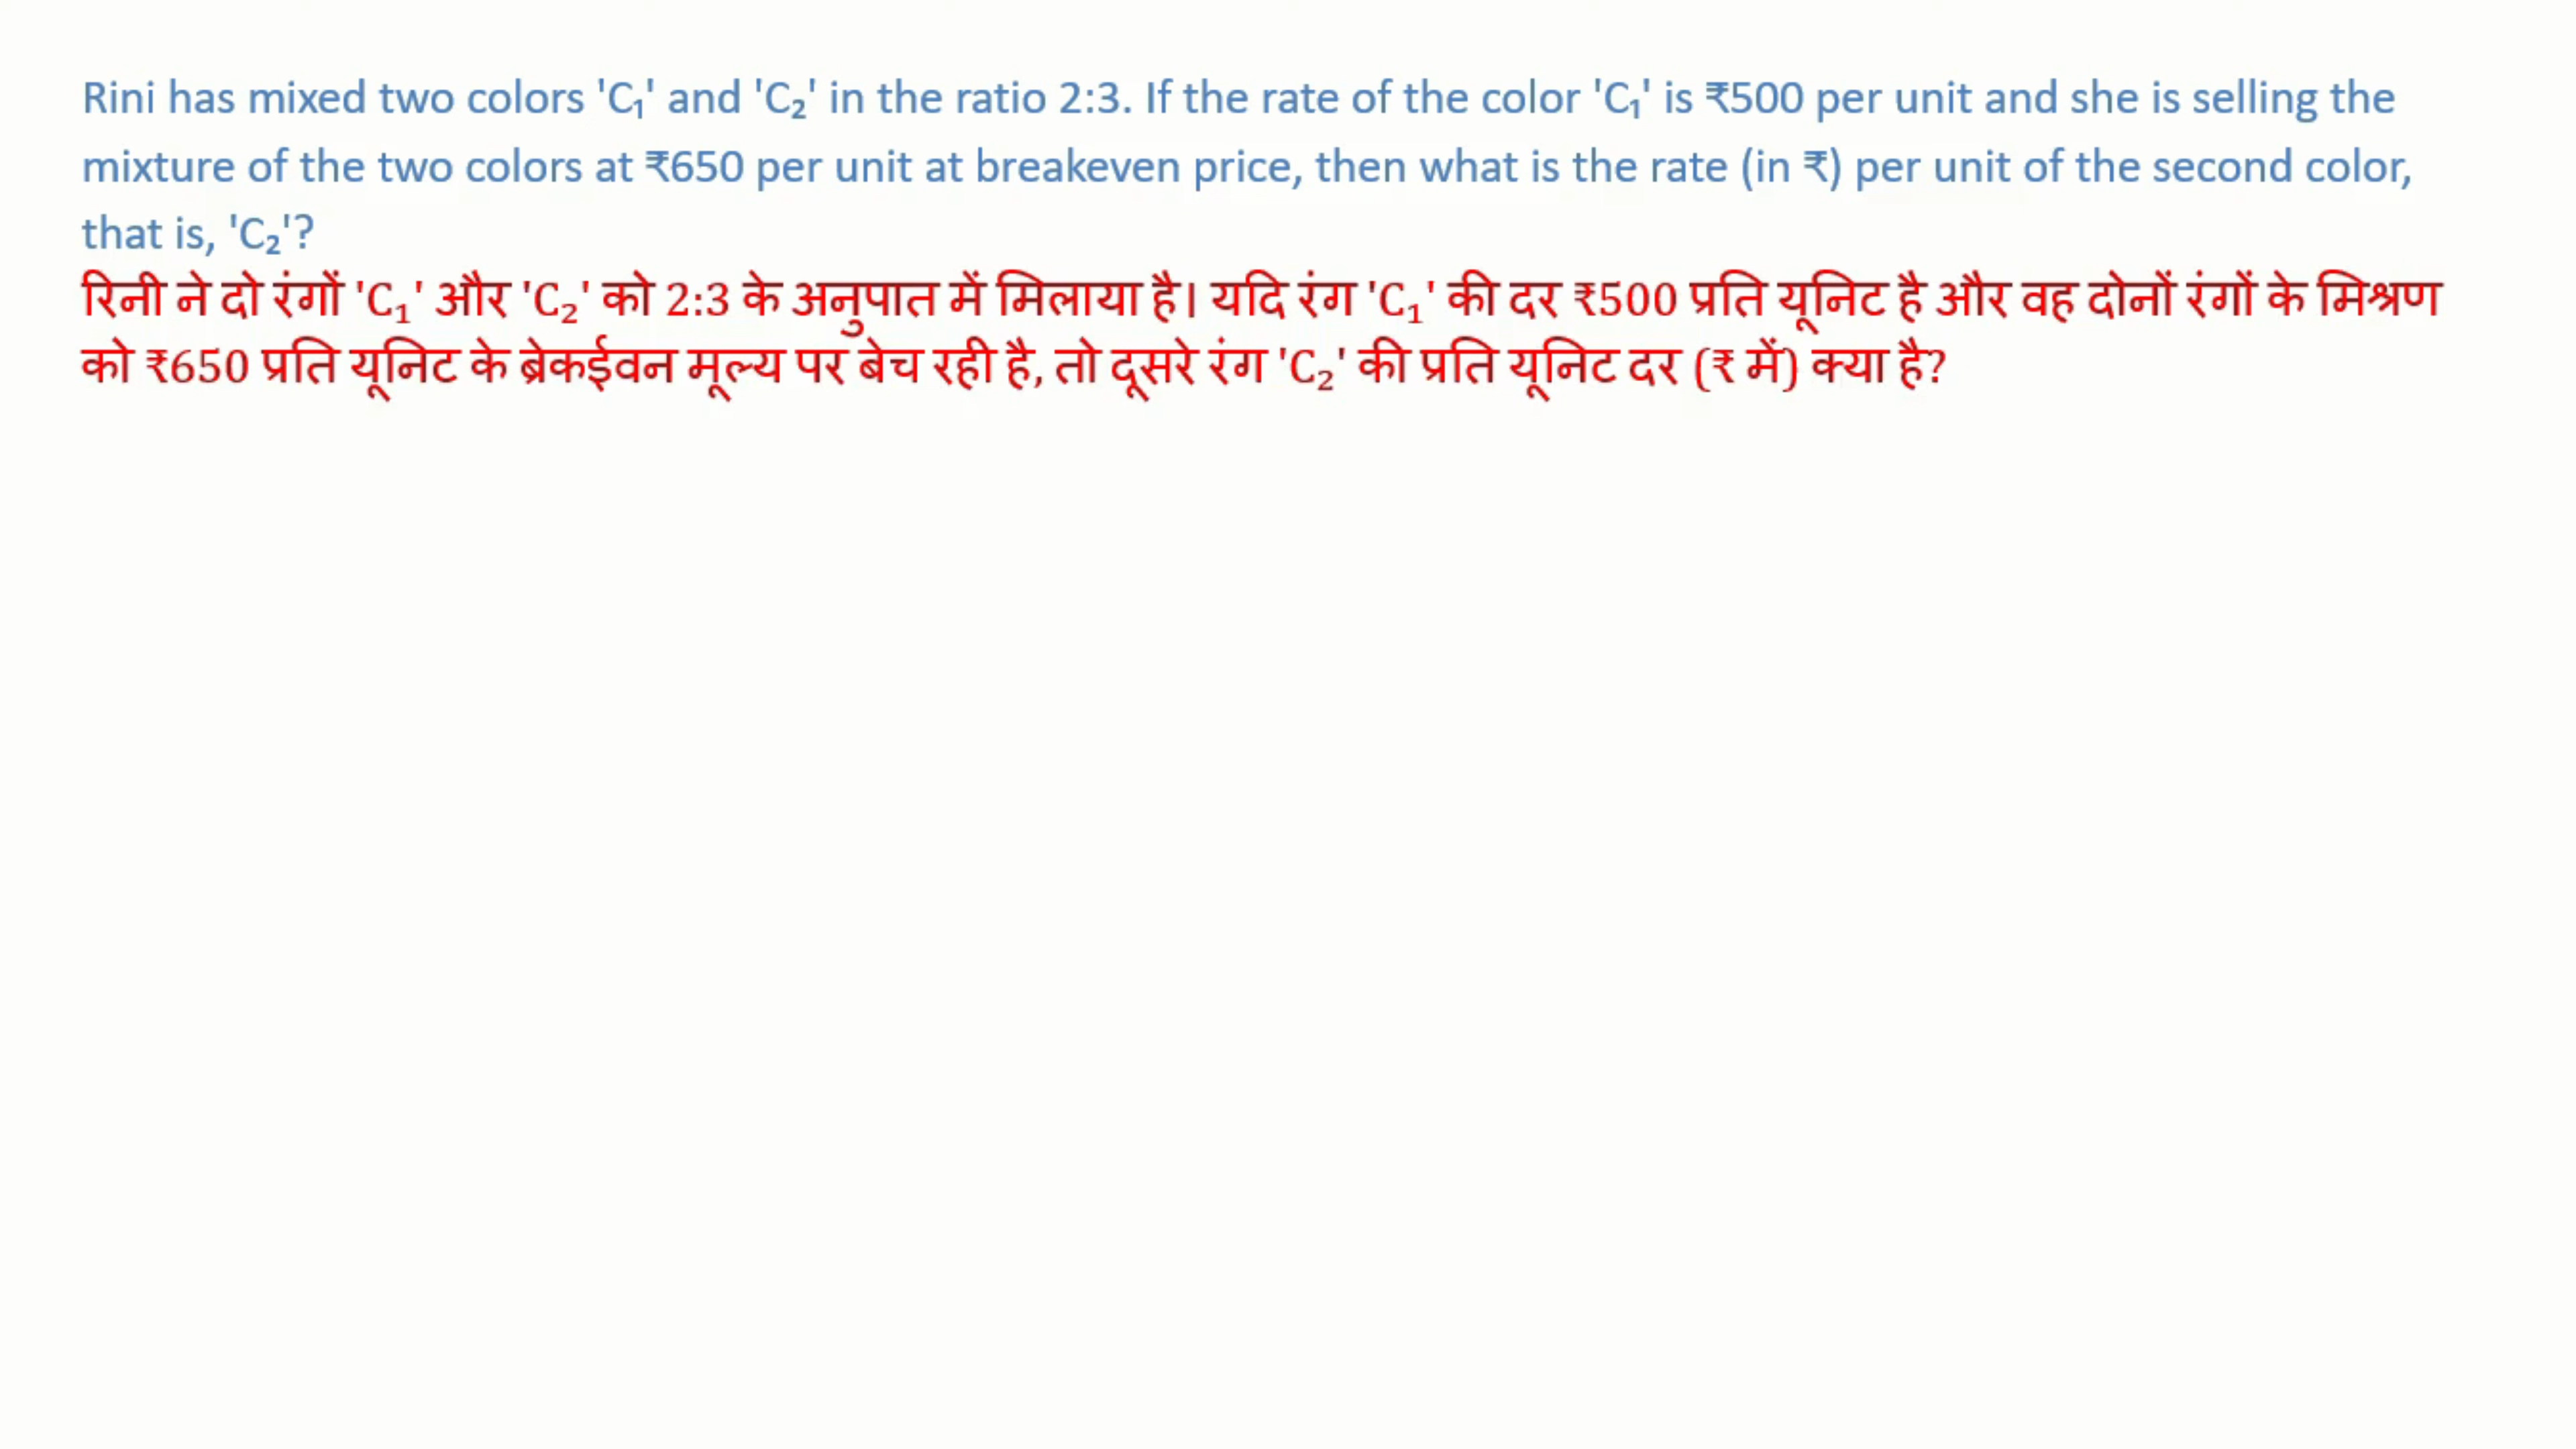 Rini has mixed two colors 'C₁' and 'C₂' in the ratio 2:3. If the rate of the color 'C₁' is ₹500 per unit and she is selling the
mixture of the two colors at ₹650 per unit at breakeven price, then what is the rate (in ₹) per unit of the second color,
that is, 'C₂'?
रिनी ने दो रंगों 'C₁' और 'C₂' को 2:3 के अनुपात में मिलाया है। यदि रंग 'C₁' की दर ₹500 प्रति यूनिट है और वह दोनों रंगों के मिश्रण
को ₹650 प्रति यूनिट के ब्रेकईवन मूल्य पर बेच रही है, तो दूसरे रंग 'C₂' की प्रति यूनिट दर (₹ में) क्या है?